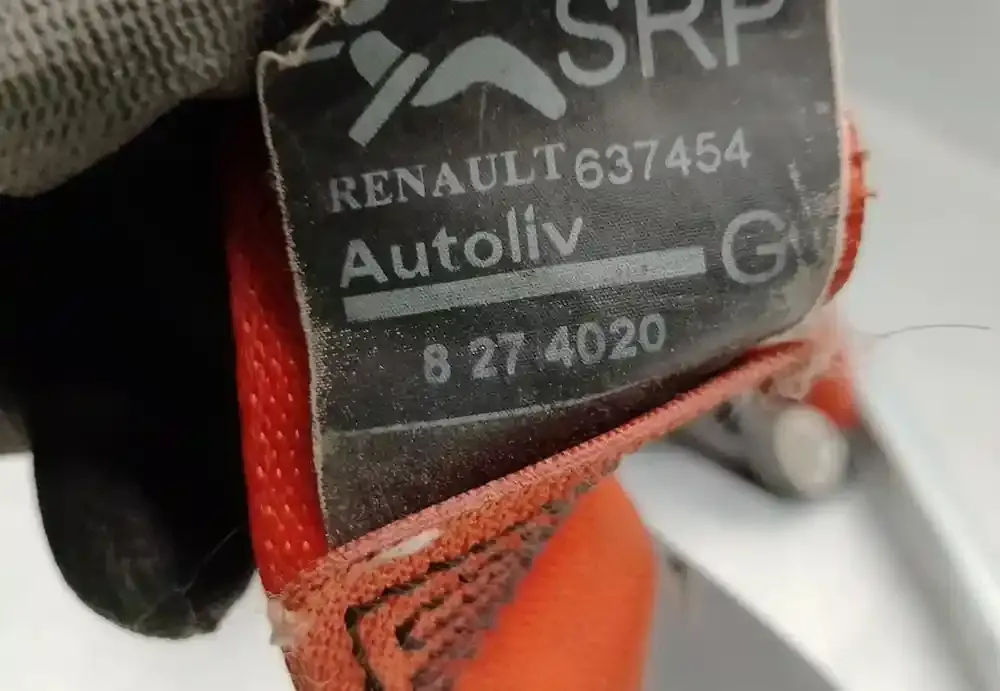 SRP
RENAULT 637454
Autoliv G
8 27 4020